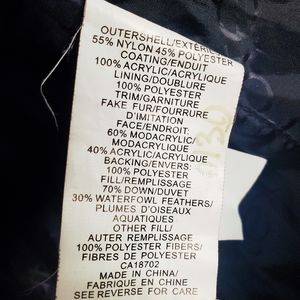 OUTERSHELL/EXTÉRIEUR
55% NYLON 45% POLYESTER
COATING/ENDUIT
100% ACRYLIC/ACRYLIQUE
LINING/DOUBLURE
100% POLYESTER
TRIM/GARNITURE
FAKE FUR/FOURRURE
D'IMITATION
FACE/ENDROIT:
60% MODACRYLIC/
MODACRYLIQUE
40% ACRYLIC/ACRYLIQUE
BACKING/ENVERS:
100% POLYESTER
FILL/REMPLISSAGE
70% DOWN/DUVET
30% WATERFOWL FEATHERS/
PLUMES D'OISEAUX
AQUATIQUES
OTHER FILL/
AUTER REMPLISSAGE
100% POLYESTER FIBERS/
FIBRES DE POLYESTER
CA18702
MADE IN CHINA/
FABRIQUE EN CHINE
SEE REVERSE FOR CARE